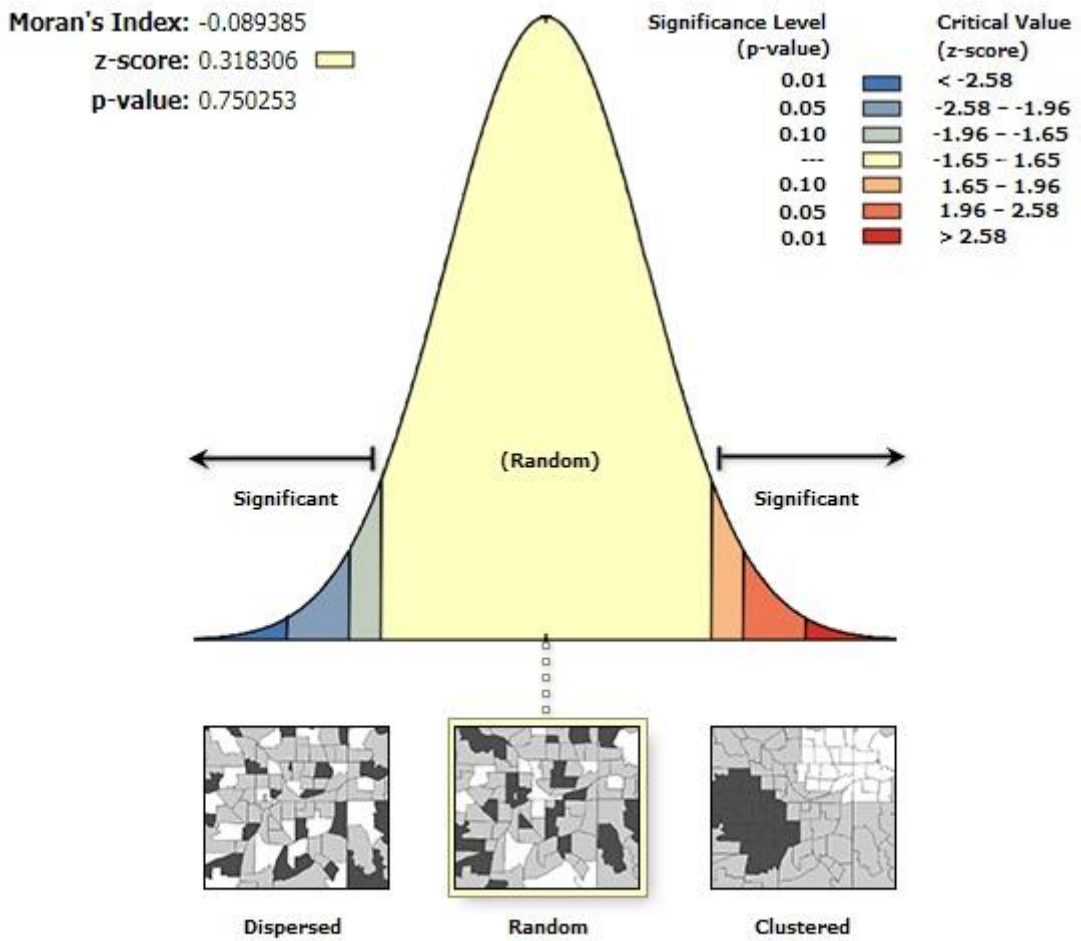 Moran's Index: -0.089385
z-score: 0.318306
p-value: 0.750253
Significance Level
(p-value)
Critical Value
(z-score)
0.01 < -2.58
0.05 -2.58 – -1.96
0.10 -1.96 – -1.65
--- -1.65 – 1.65
0.10 1.65 – 1.96
0.05 1.96 – 2.58
0.01 > 2.58
(Random)
Significant
Significant
Dispersed
Random
Clustered